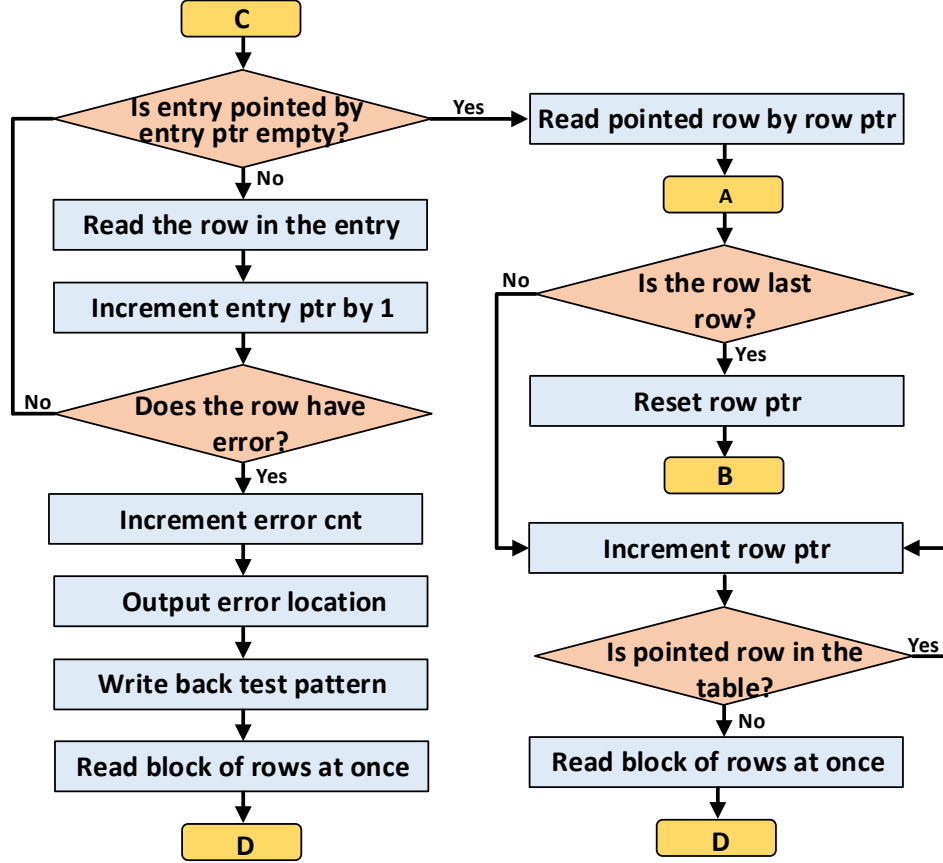 C
Is entry pointed by
entry ptr empty?
Yes
No
Read the row in the entry
Increment entry ptr by 1
Does the row have
error?
No
Yes
Increment error cnt
Output error location
Write back test pattern
Read block of rows at once
D
Read pointed row by row ptr
A
Is the row last
row?
No
Yes
Reset row ptr
B
Increment row ptr
Is pointed row in the
table?
Yes
No
Read block of rows at once
D